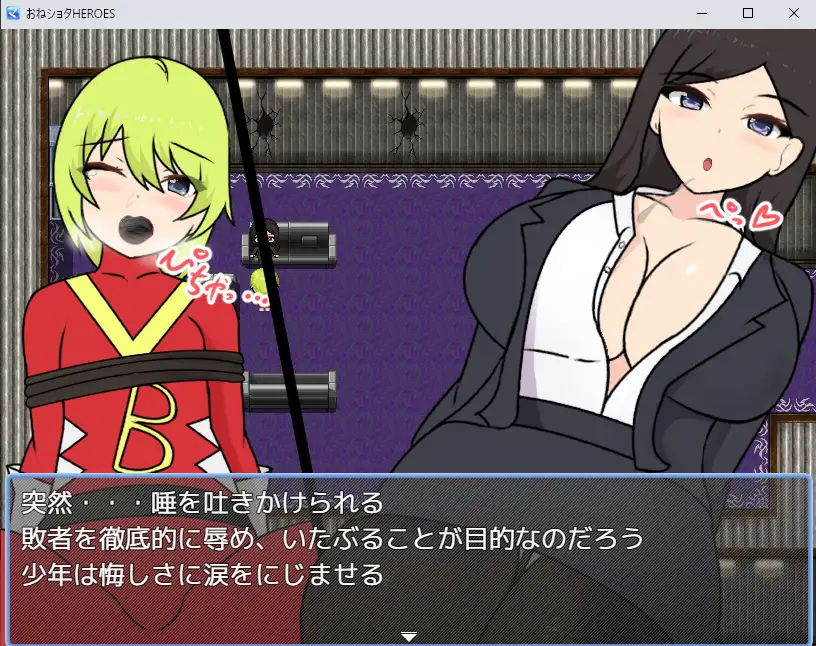 おねショタHEROES
ぺっ♡
ぴちゃっ…
B
突然・・・唾を吐きかけられる
敗者を徹底的に辱め、いたぶることが目的なのだろう
少年は悔しさに涙をにじませる